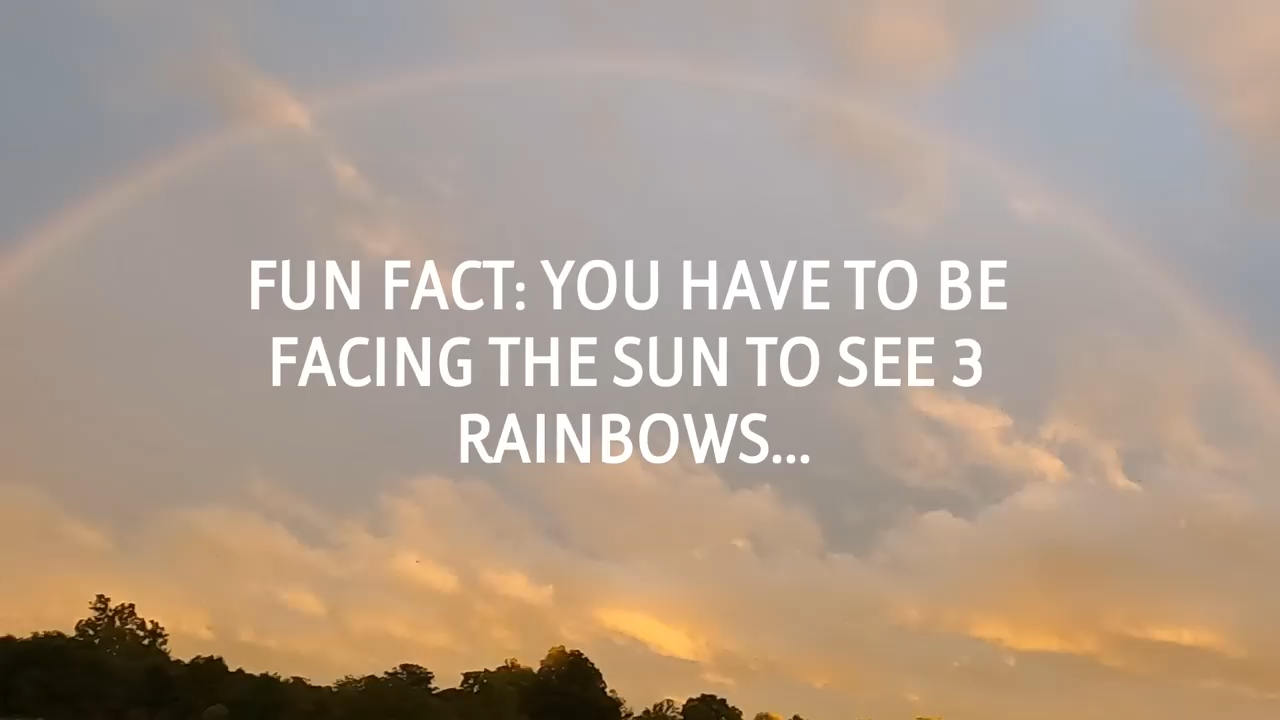 FUN FACT: YOU HAVE TO BE
FACING THE SUN TO SEE 3
RAINBOWS...